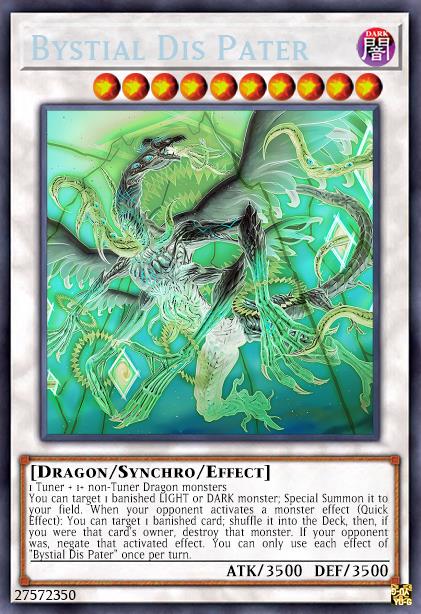 Bystial Dis Pater
DARK
闇
[Dragon/Synchro/Effect]
1 Tuner + 1+ non-Tuner Dragon monsters
You can target 1 banished LIGHT or DARK monster; Special Summon it to
your field. When your opponent activates a monster effect (Quick
Effect): You can target 1 banished card; shuffle it into the Deck, then, if
you were that card's owner, destroy that monster. If your opponent
was, negate that activated effect. You can only use each effect of
"Bystial Dis Pater" once per turn.
ATK/3500 DEF/3500
27572350